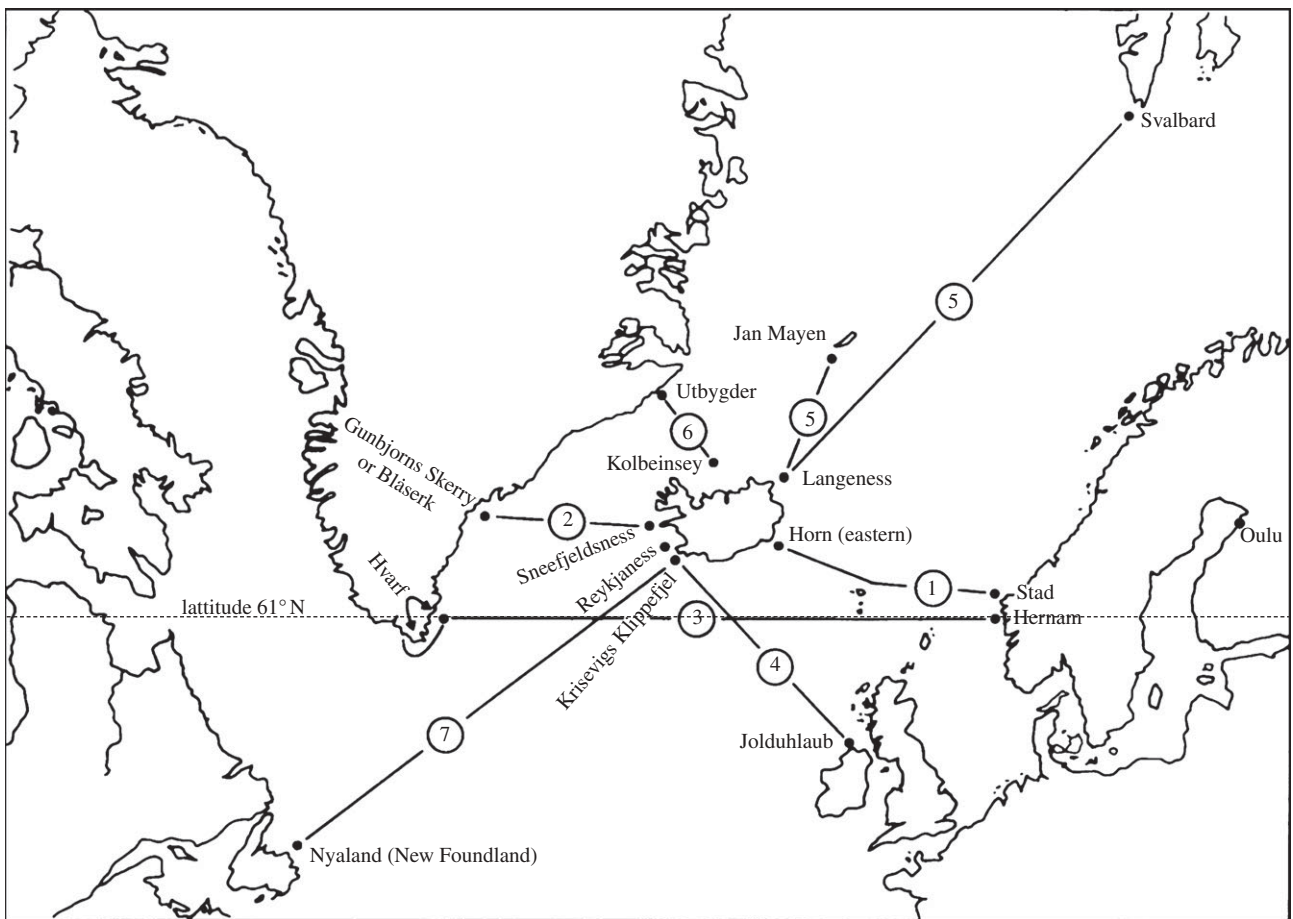 Svalbard
5
Jan Mayen
5
Utbygder
6
Kolbeinsey
Langeness
Gunbjorns Skerry
or Blåserk
2
Sneefjeldsness
Horn (eastern)
Oulu
Reykjaness
Hvarf
1
Stad
lattitude 61° N
3
Hernam
Krisevigs Klippefjel
4
7
Jolduhlaub
Nyaland (New Foundland)